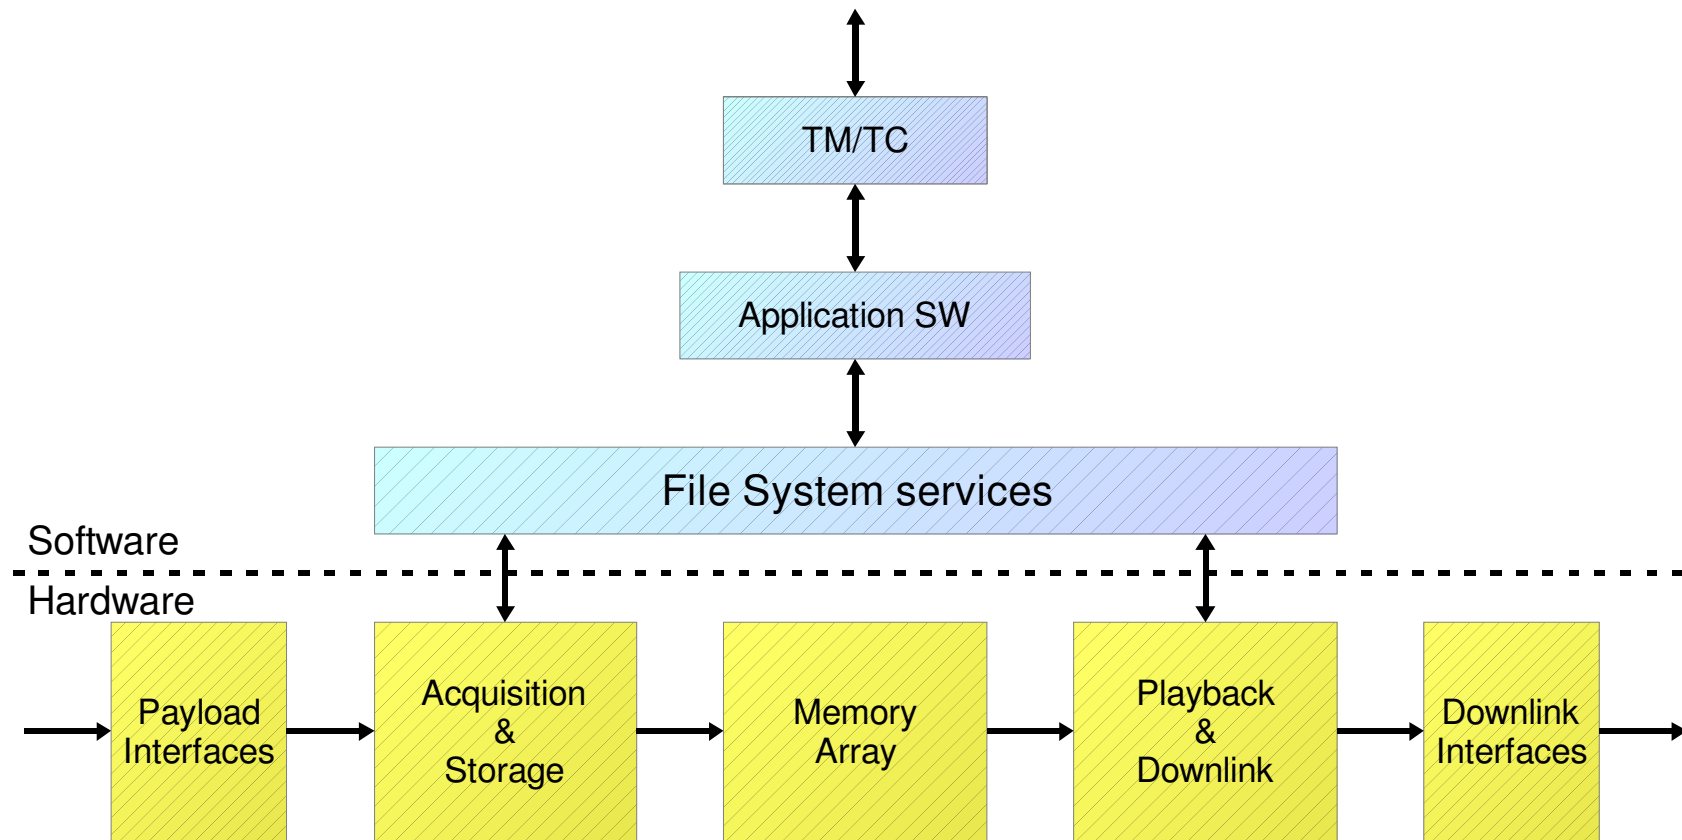 TM/TC
Application SW
File System services
Software
Hardware
Payload
Interfaces
Acquisition
&
Storage
Memory
Array
Playback
&
Downlink
Downlink
Interfaces